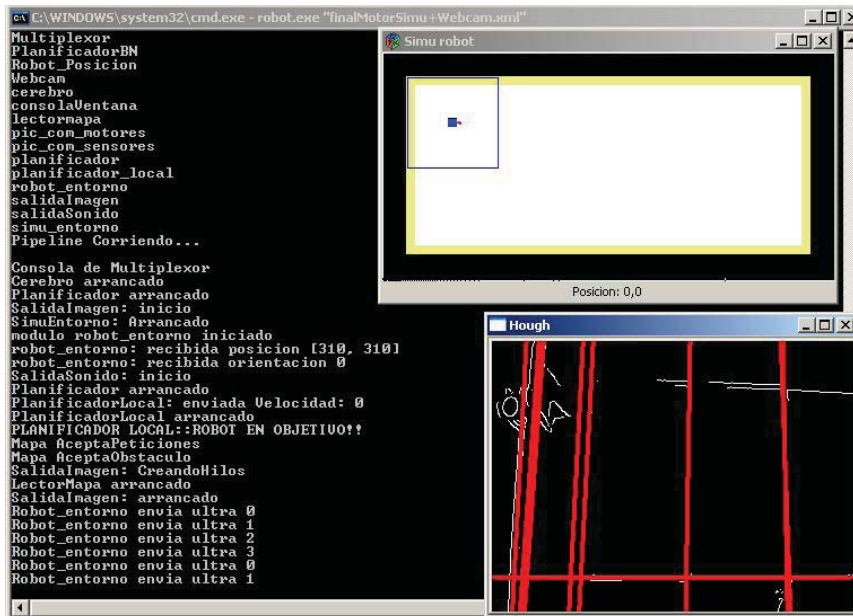 C:\WINDOWS\system32\cmd.exe - robot.exe "finalMotorSimu+Webcam.xml"
Multiplexor
PlanificadorBN
Robot_Posicion
Webcam
cerebro
consolaVentana
lectormapa
pic_com_motores
pic_com_sensores
planificador
planificador_local
robot_entorno
salidaImagen
salidaSonido
simu_entorno
Pipeline Corriendo...
Consola de Multiplexor
Cerebro arrancado
Planificador arrancado
SalidaImagen: inicio
SimuEntorno: Arrancado
modulo robot_entorno iniciado
robot_entorno: recibida posicion [310, 310]
robot_entorno: recibida orientacion 0
SalidaSonido: inicio
Planificador arrancado
PlanificadorLocal: enviada Velocidad: 0
PlanificadorLocal arrancado
PLANIFICADOR LOCAL::ROBOT EN OBJETIVO!!
Mapa AceptaPeticiones
Mapa AceptaObstaculo
SalidaImagen: CreandoHilos
LectorMapa arrancado
SalidaImagen: arrancado
Robot_entorno envia ultra 0
Robot_entorno envia ultra 1
Robot_entorno envia ultra 2
Robot_entorno envia ultra 3
Robot_entorno envia ultra 0
Robot_entorno envia ultra 1
Simu robot
Posicion: 0,0
Hough